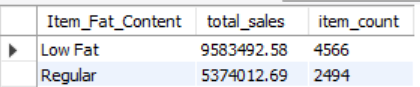 Item_Fat_Content total_sales item_count
Low Fat 9583492.58 4566
Regular 5374012.69 2494